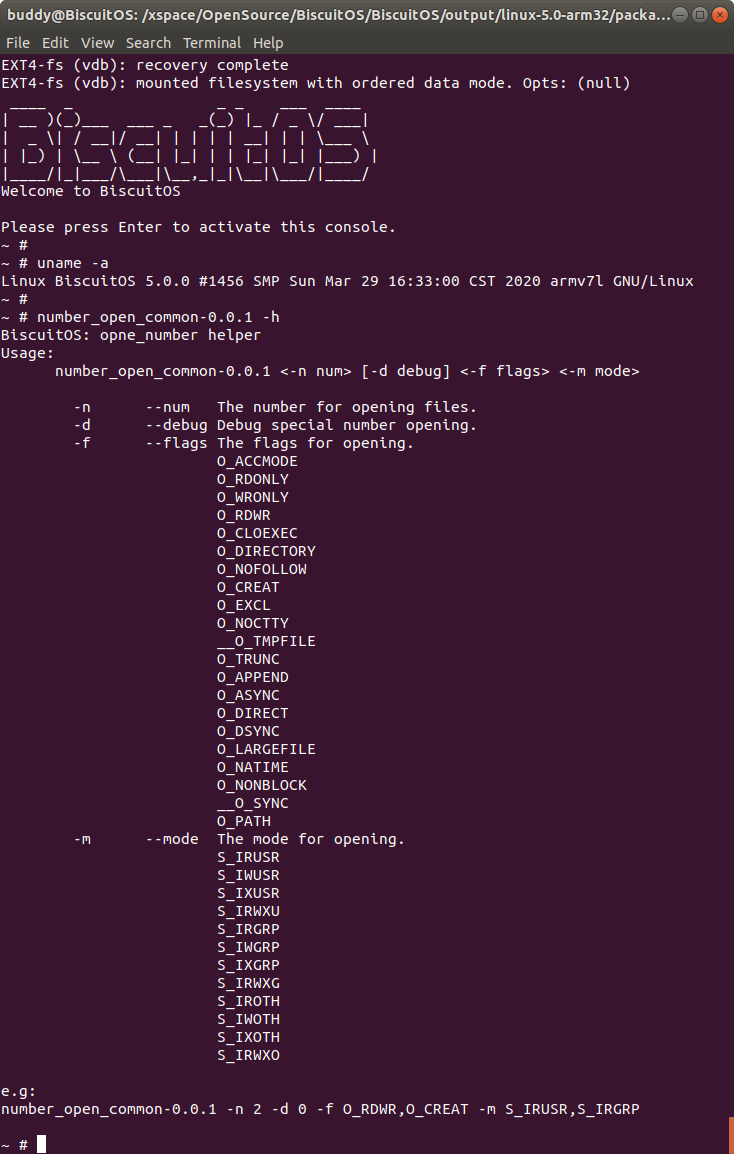 buddy@BiscuitOS: /xspace/OpenSource/BiscuitOS/BiscuitOS/output/linux-5.0-arm32/packa...
File Edit View Search Terminal Help
EXT4-fs (vdb): recovery complete
EXT4-fs (vdb): mounted filesystem with ordered data mode. Opts: (null)
 ____  _                _ _    ___  ____
| __ )(_)___  ___ _   _(_) |_ / _ \/ ___|
|  _ \| / __|/ __| | | | | __| | | \___ \
| |_) | \__ \ (__| |_| | | |_| |_| |___) |
|____/|_|___/\___|\__,_|_|\__|\___/|____/
Welcome to BiscuitOS
Please press Enter to activate this console.
~ #
~ # uname -a
Linux BiscuitOS 5.0.0 #1456 SMP Sun Mar 29 16:33:00 CST 2020 armv7l GNU/Linux
~ #
~ # number_open_common-0.0.1 -h
BiscuitOS: opne_number helper
Usage:
      number_open_common-0.0.1 <-n num> [-d debug] <-f flags> <-m mode>
        -n      --num   The number for opening files.
        -d      --debug Debug special number opening.
        -f      --flags The flags for opening.
                        O_ACCMODE
                        O_RDONLY
                        O_WRONLY
                        O_RDWR
                        O_CLOEXEC
                        O_DIRECTORY
                        O_NOFOLLOW
                        O_CREAT
                        O_EXCL
                        O_NOCTTY
                        __O_TMPFILE
                        O_TRUNC
                        O_APPEND
                        O_ASYNC
                        O_DIRECT
                        O_DSYNC
                        O_LARGEFILE
                        O_NATIME
                        O_NONBLOCK
                        __O_SYNC
                        O_PATH
        -m      --mode  The mode for opening.
                        S_IRUSR
                        S_IWUSR
                        S_IXUSR
                        S_IRWXU
                        S_IRGRP
                        S_IWGRP
                        S_IXGRP
                        S_IRWXG
                        S_IROTH
                        S_IWOTH
                        S_IXOTH
                        S_IRWXO
e.g:
number_open_common-0.0.1 -n 2 -d 0 -f O_RDWR,O_CREAT -m S_IRUSR,S_IRGRP
~ #